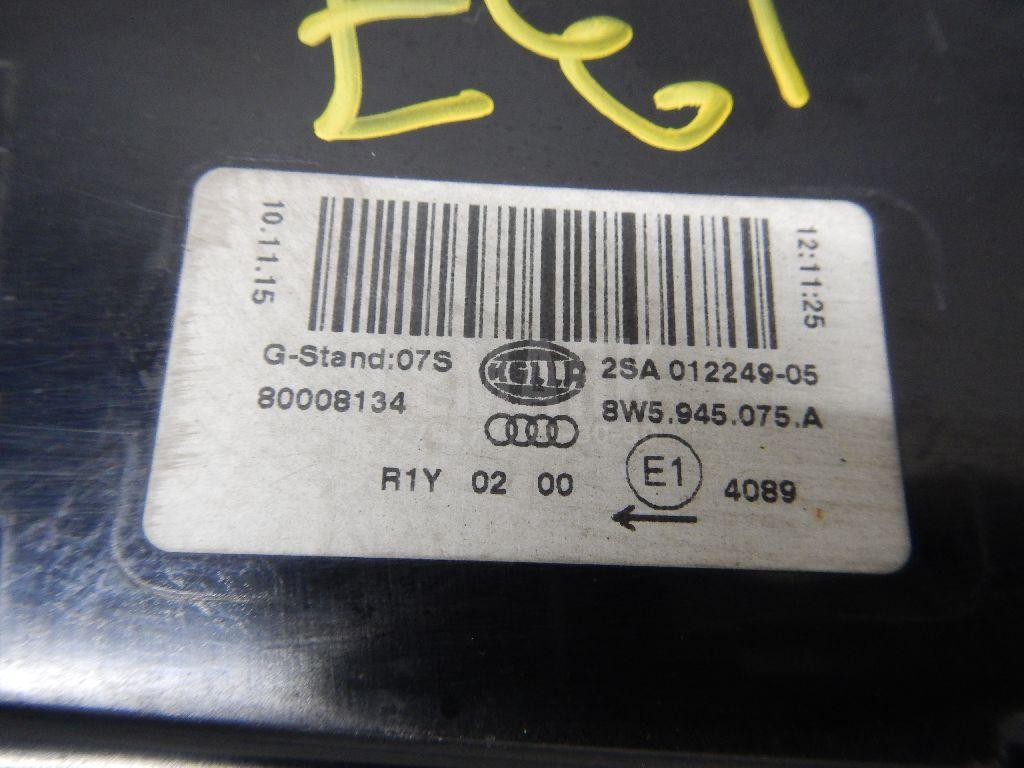 10.11.15
12:11:25
G-Stand:07S HELLA 2SA 012249-05
80008134 8W5.945.075.A
R1Y 02 00 E1 4089